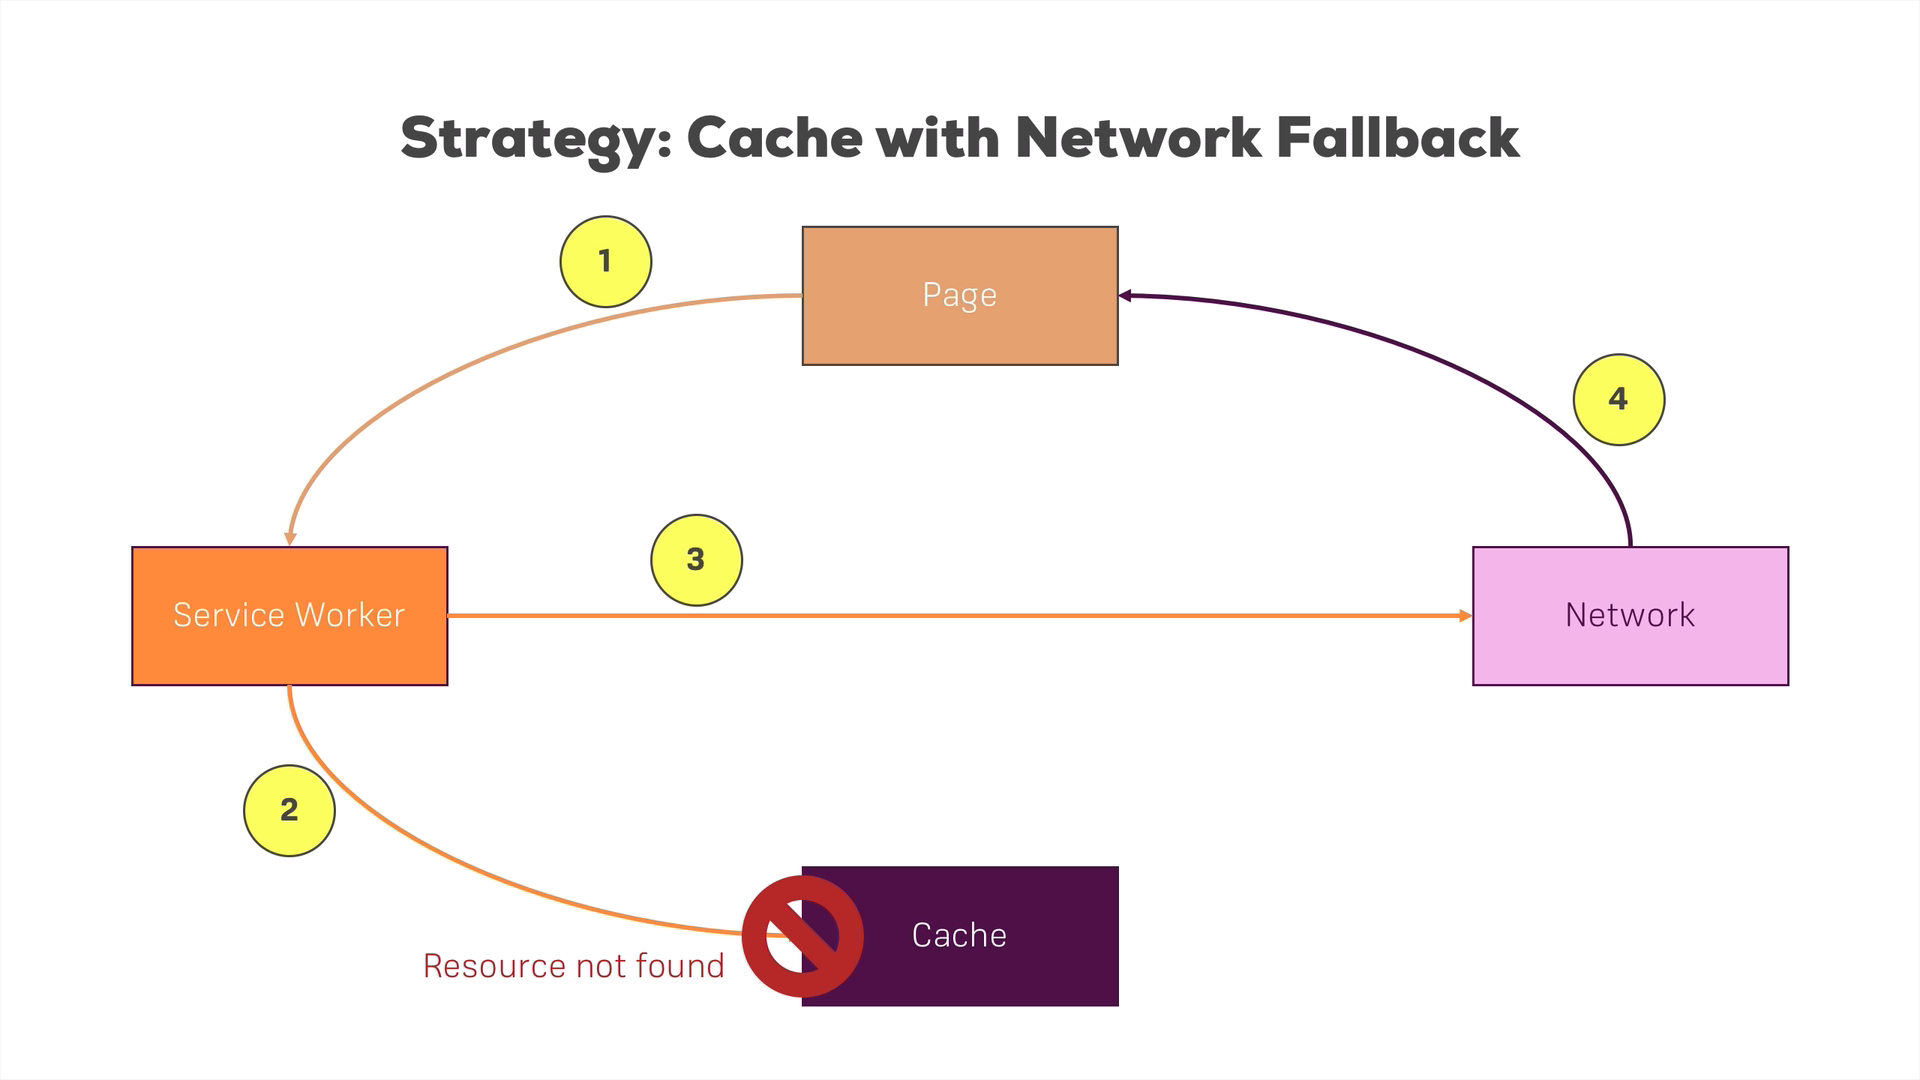 Strategy: Cache with Network Fallback
1
Page
4
3
Service Worker
Network
2
Cache
Resource not found